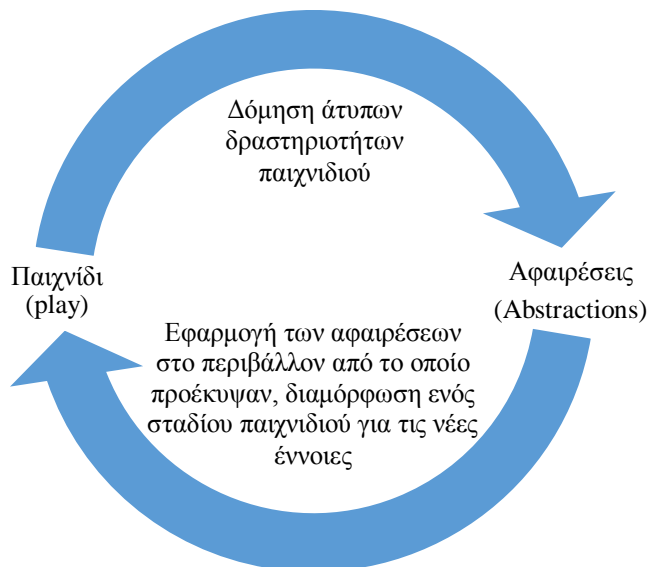 Δόμηση άτυπων
δραστηριοτήτων
παιχνιδιού
Παιχνίδι
(play)
Αφαιρέσεις
(Abstractions)
Εφαρμογή των αφαιρέσεων
στο περιβάλλον από το οποίο
προέκυψαν, διαμόρφωση ενός
σταδίου παιχνιδιού για τις νέες
έννοιες